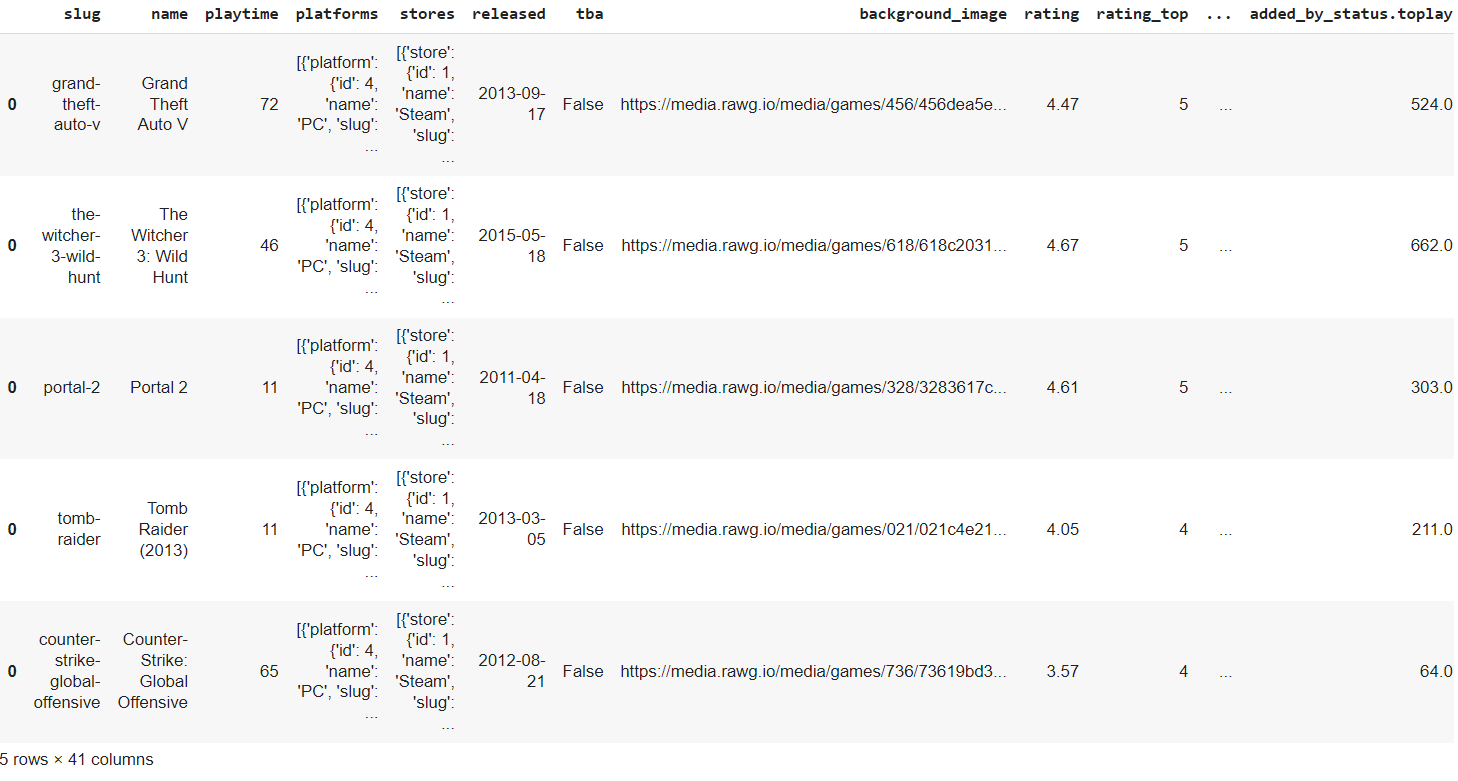 slug name playtime platforms stores released tba background_image rating rating_top ... added_by_status.toplay
0 grand-theft-auto-v Grand Theft Auto V 72 [{'platform': {'id': 4, 'name': 'PC', 'slug': ... [{'store': {'id': 1, 'name': 'Steam', 'slug': ... 2013-09-17 False https://media.rawg.io/media/games/456/456dea5e... 4.47 5 ... 524.0
0 the-witcher-3-wild-hunt The Witcher 3: Wild Hunt 46 [{'platform': {'id': 4, 'name': 'PC', 'slug': ... [{'store': {'id': 1, 'name': 'Steam', 'slug': ... 2015-05-18 False https://media.rawg.io/media/games/618/618c2031... 4.67 5 ... 662.0
0 portal-2 Portal 2 11 [{'platform': {'id': 4, 'name': 'PC', 'slug': ... [{'store': {'id': 1, 'name': 'Steam', 'slug': ... 2011-04-18 False https://media.rawg.io/media/games/328/3283617c... 4.61 5 ... 303.0
0 tomb-raider Tomb Raider (2013) 11 [{'platform': {'id': 4, 'name': 'PC', 'slug': ... [{'store': {'id': 1, 'name': 'Steam', 'slug': ... 2013-03-05 False https://media.rawg.io/media/games/021/021c4e21... 4.05 4 ... 211.0
0 counter-strike-global-offensive Counter-Strike: Global Offensive 65 [{'platform': {'id': 4, 'name': 'PC', 'slug': ... [{'store': {'id': 1, 'name': 'Steam', 'slug': ... 2012-08-21 False https://media.rawg.io/media/games/736/73619bd3... 3.57 4 ... 64.0
5 rows × 41 columns